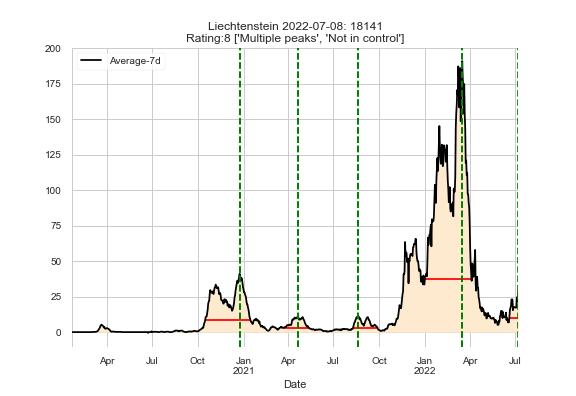 Liechtenstein 2022-07-08: 18141
Rating:8 ['Multiple peaks', 'Not in control']
Average-7d
200
175
150
125
100
75
50
25
0
Apr Jul Oct Jan Apr Jul Oct Jan Apr Jul
2021 2022
Date